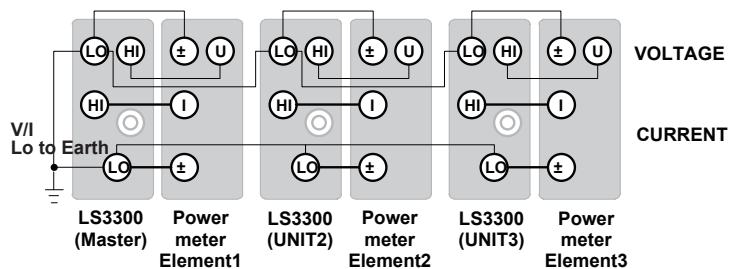 LO HI ± U LO HI ± U LO HI ± U VOLTAGE
HI I HI I HI I
V/I
Lo to Earth
CURRENT
LO ± LO ± LO ±
LS3300
(Master)
Power
meter
Element1
LS3300
(UNIT2)
Power
meter
Element2
LS3300
(UNIT3)
Power
meter
Element3